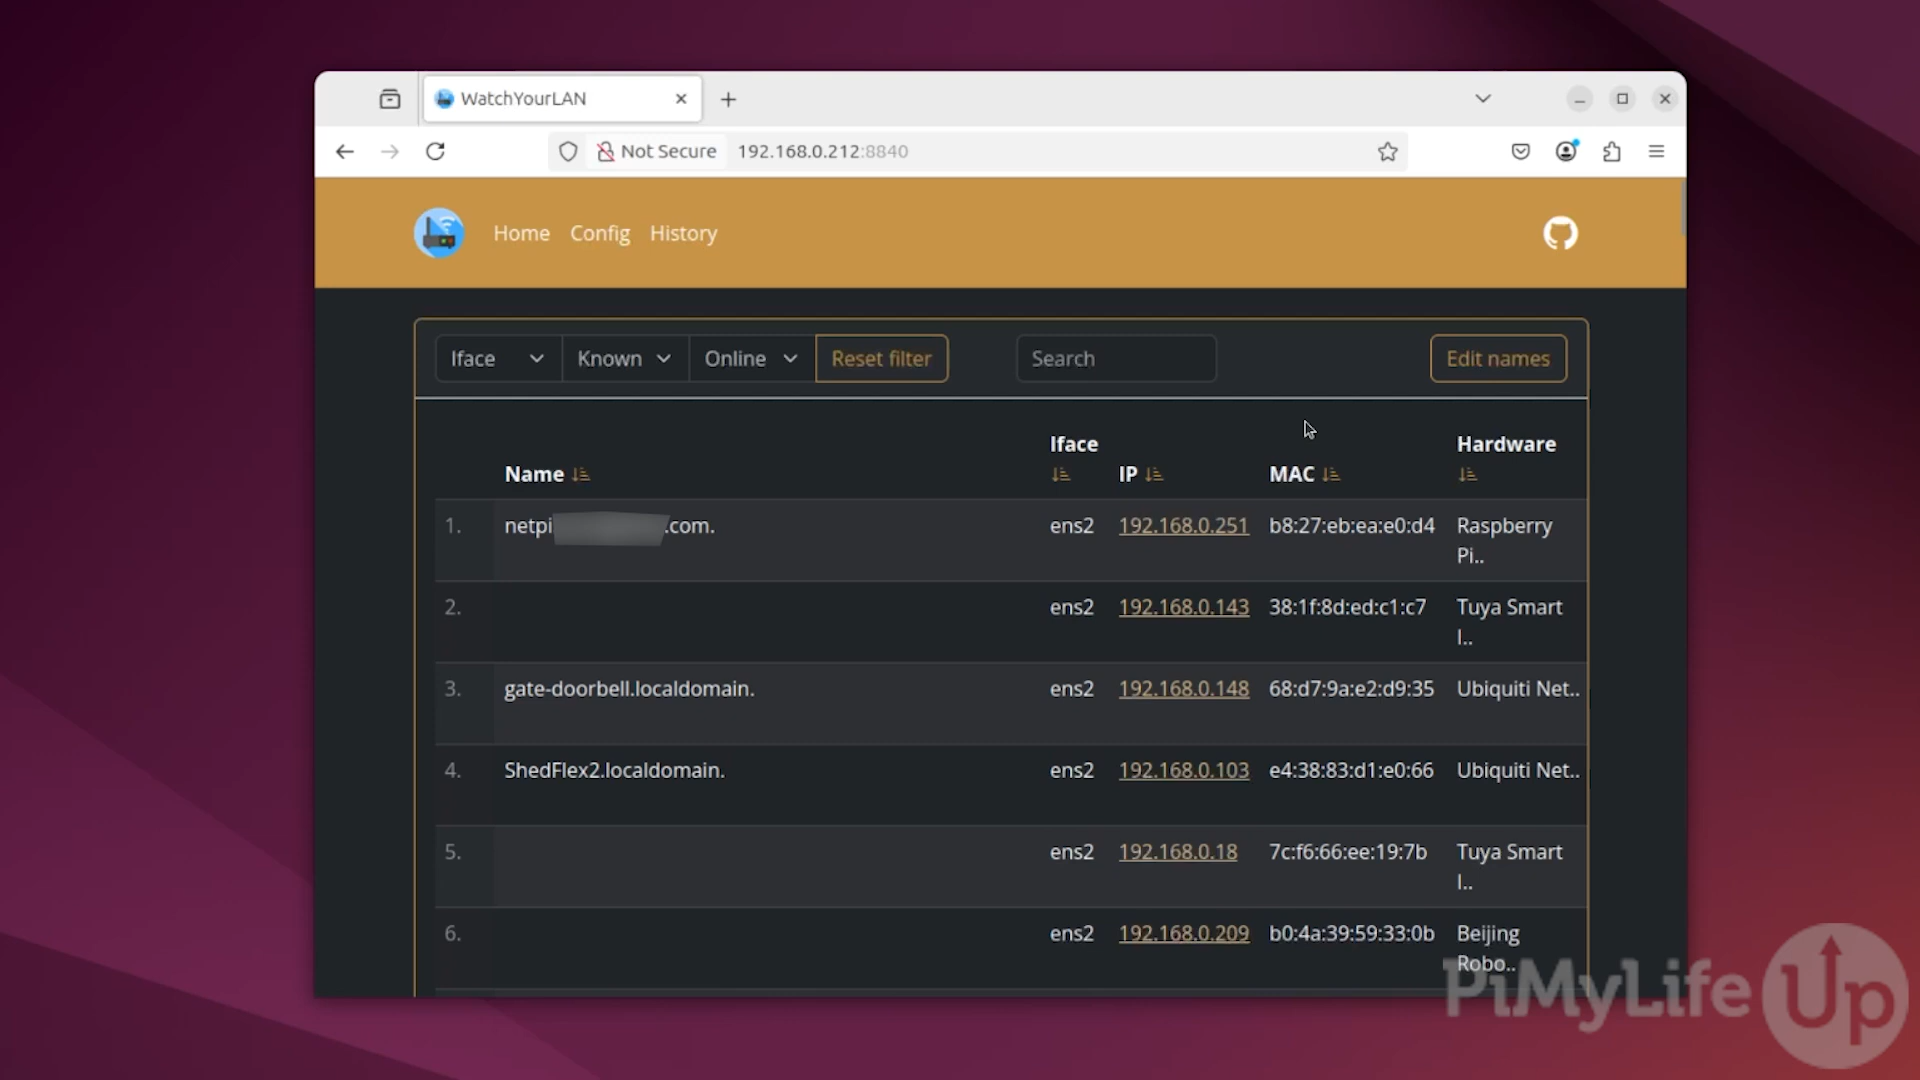 WatchYourLAN
Not Secure 192.168.0.212:8840
Home Config History
Iface Known Online Reset filter Search Edit names
Name Iface IP MAC Hardware
1. netpi .com. ens2 192.168.0.251 b8:27:eb:ea:e0:d4 Raspberry
Pi..
2. ens2 192.168.0.143 38:1f:8d:ed:c1:c7 Tuya Smart
I..
3. gate-doorbell.localdomain. ens2 192.168.0.148 68:d7:9a:e2:d9:35 Ubiquiti Net..
4. ShedFlex2.localdomain. ens2 192.168.0.103 e4:38:83:d1:e0:66 Ubiquiti Net..
5. ens2 192.168.0.18 7c:f6:66:ee:19:7b Tuya Smart
I..
6. ens2 192.168.0.209 b0:4a:39:59:33:0b Beijing
Robo..
PiMyLifeUp